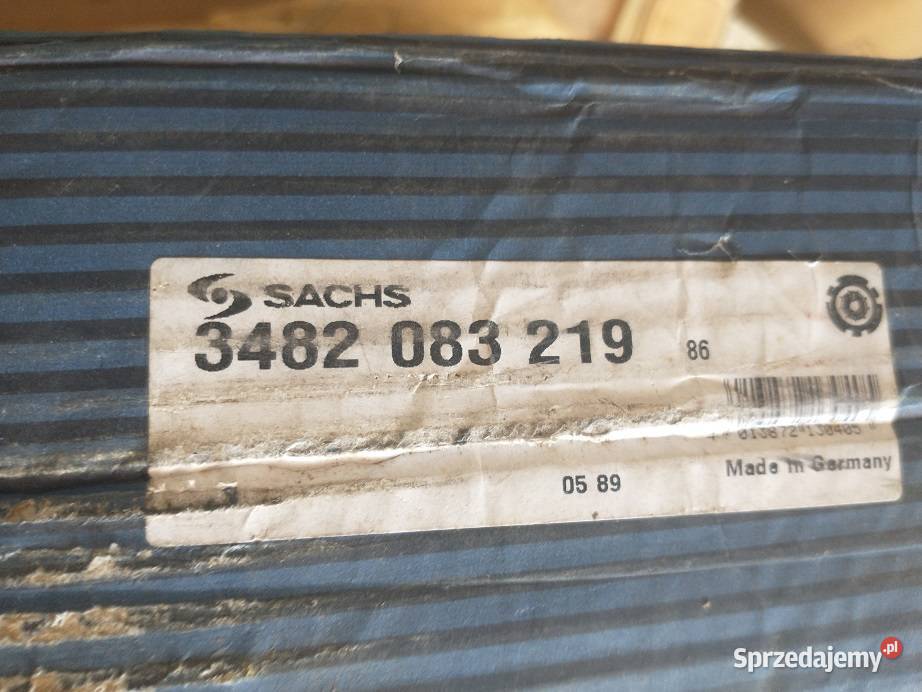 SACHS
3482 083 219 86
05 89
Made in Germany
Sprzedajemy.pl